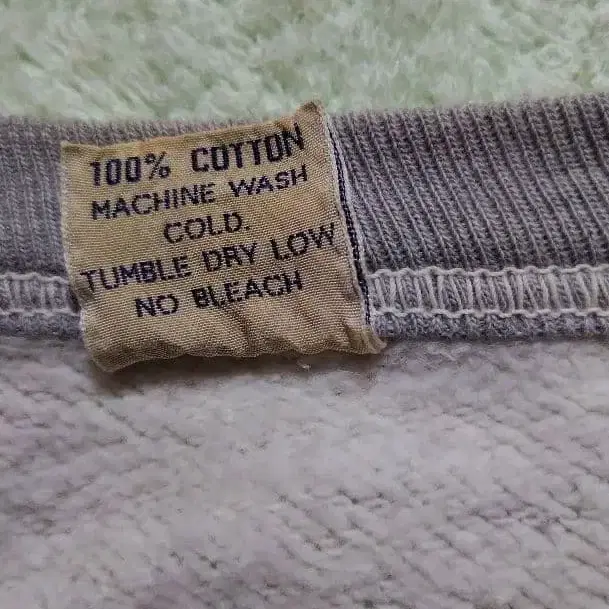 100% COTTON
MACHINE WASH
COLD.
TUMBLE DRY LOW
NO BLEACH